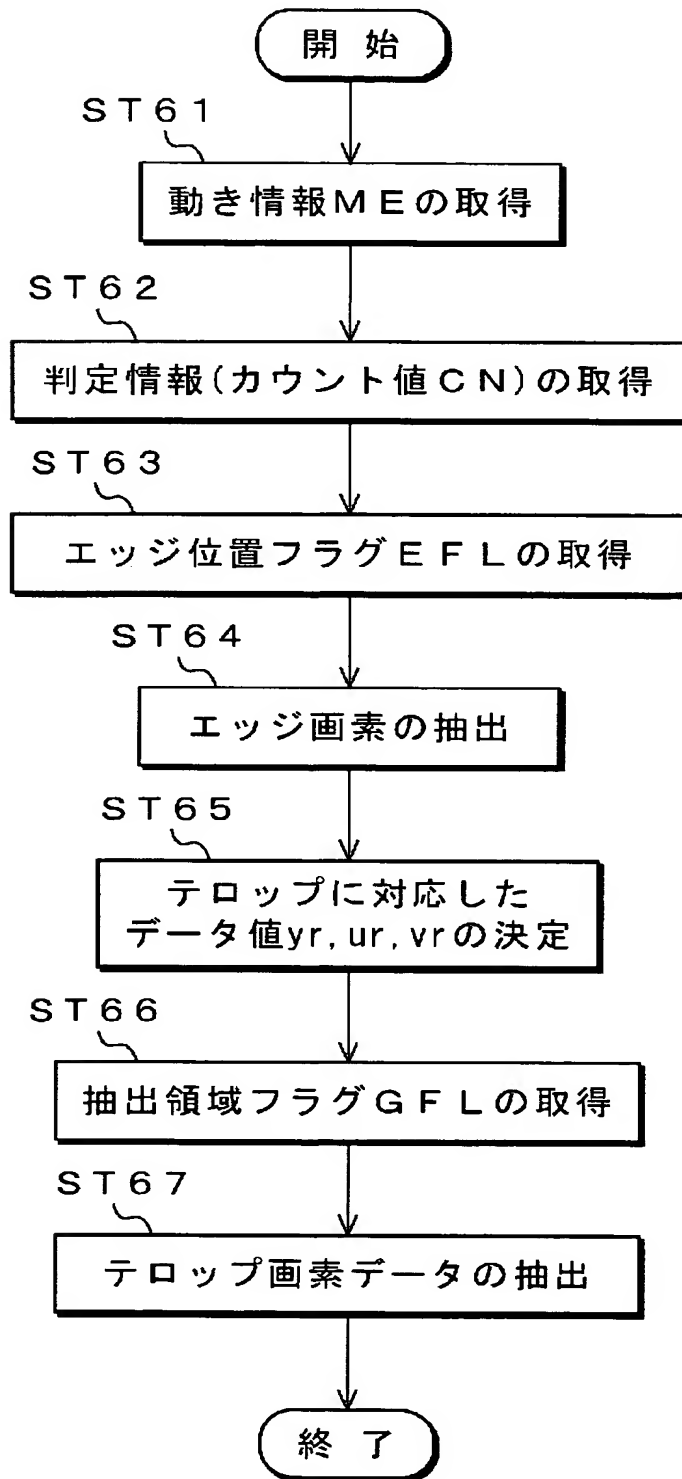 開始
ST61
動き情報MEの取得
ST62
判定情報(カウント値CN)の取得
ST63
エッジ位置フラグEFLの取得
ST64
エッジ画素の抽出
ST65
テロップに対応した
データ値yr,ur,vrの決定
ST66
抽出領域フラグGFLの取得
ST67
テロップ画素データの抽出
終了